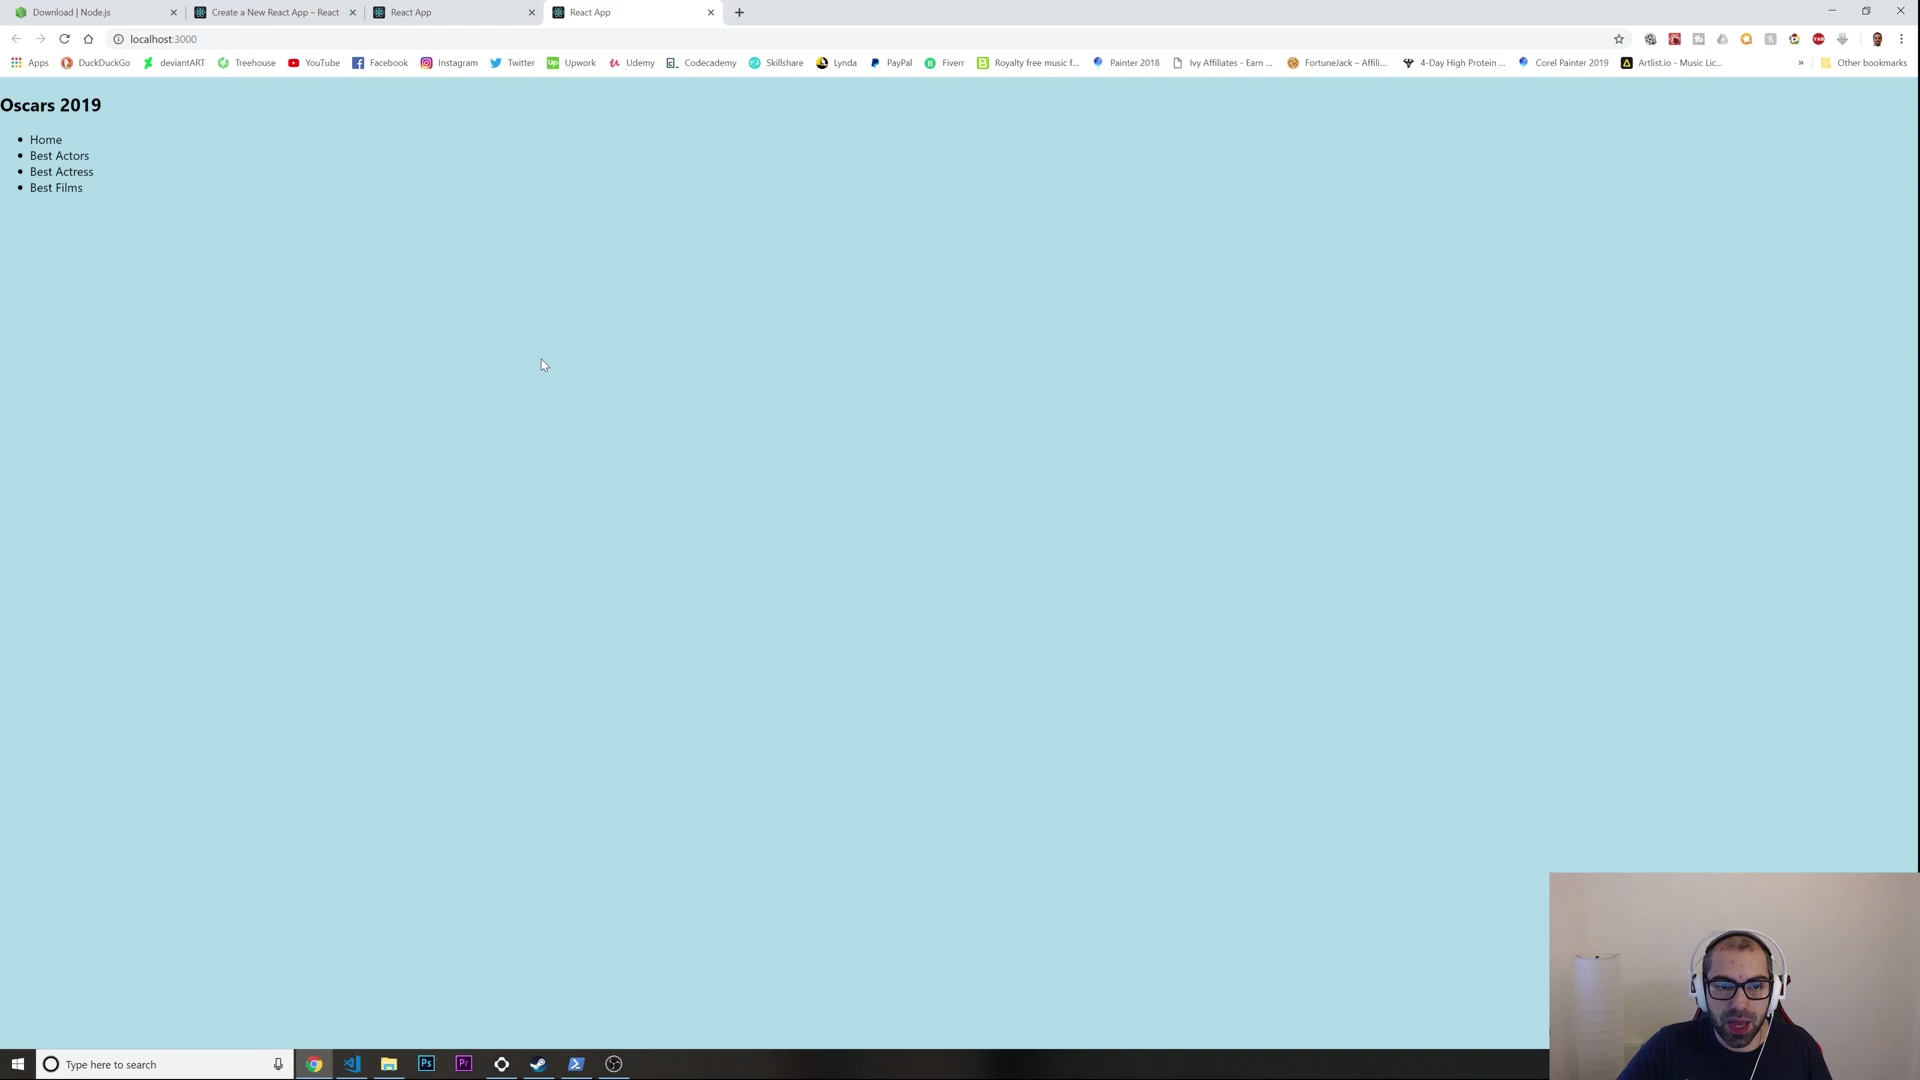 Download | Node.js
Create a New React App – React
React App
React App
localhost:3000
Apps
DuckDuckGo
deviantART
Treehouse
YouTube
Facebook
Instagram
Twitter
Upwork
Udemy
Codecademy
Skillshare
Lynda
PayPal
Fiverr
Royalty free music f...
Painter 2018
Ivy Affiliates - Earn ...
FortuneJack – Affili...
4-Day High Protein ...
Corel Painter 2019
Artlist.io - Music Lic...
»
Other bookmarks
Oscars 2019
Home
Best Actors
Best Actress
Best Films
Type here to search
Ps
Pr